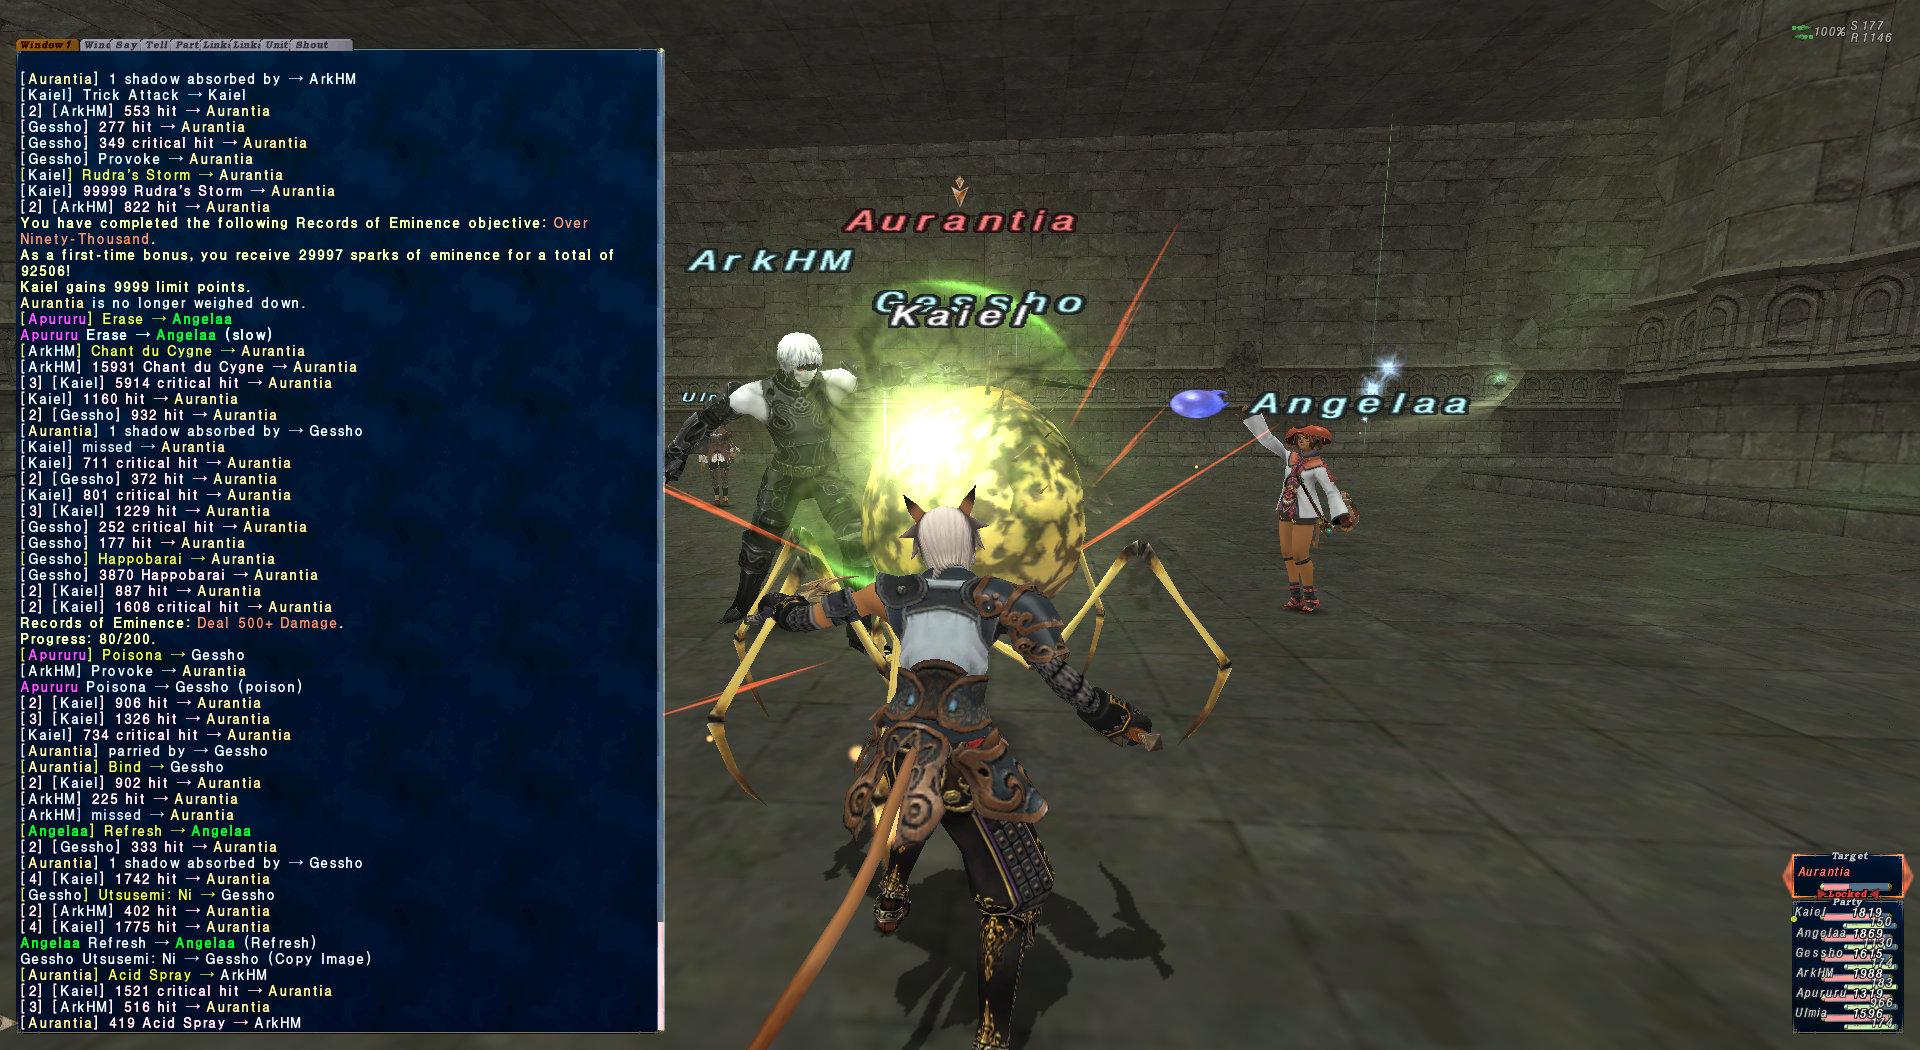 Window 1 Wind Say Tell Part Link Link Unit Shout
[Aurantia] 1 shadow absorbed by → ArkHM
[Kaiel] Trick Attack → Kaiel
[2] [ArkHM] 553 hit → Aurantia
[Gessho] 277 hit → Aurantia
[Gessho] 349 critical hit → Aurantia
[Gessho] Provoke → Aurantia
[Kaiel] Rudra's Storm → Aurantia
[Kaiel] 99999 Rudra's Storm → Aurantia
[2] [ArkHM] 822 hit → Aurantia
You have completed the following Records of Eminence objective: Over
Ninety-Thousand.
As a first-time bonus, you receive 29997 sparks of eminence for a total of
92506!
Kaiel gains 9999 limit points.
Aurantia is no longer weighed down.
[Apururu] Erase → Angelaa
Apururu Erase → Angelaa (slow)
[ArkHM] Chant du Cygne → Aurantia
[ArkHM] 15931 Chant du Cygne → Aurantia
[3] [Kaiel] 5914 critical hit → Aurantia
[Kaiel] 1160 hit → Aurantia
[2] [Gessho] 932 hit → Aurantia
[Aurantia] 1 shadow absorbed by → Gessho
[Kaiel] missed → Aurantia
[Kaiel] 711 critical hit → Aurantia
[2] [Gessho] 372 hit → Aurantia
[Kaiel] 801 critical hit → Aurantia
[3] [Kaiel] 1229 hit → Aurantia
[Gessho] 252 critical hit → Aurantia
[Gessho] 177 hit → Aurantia
[Gessho] Happobarai → Aurantia
[Gessho] 3870 Happobarai → Aurantia
[2] [Kaiel] 887 hit → Aurantia
[2] [Kaiel] 1608 critical hit → Aurantia
Records of Eminence: Deal 500+ Damage.
Progress: 80/200.
[Apururu] Poisona → Gessho
[ArkHM] Provoke → Aurantia
Apururu Poisona → Gessho (poison)
[2] [Kaiel] 906 hit → Aurantia
[3] [Kaiel] 1326 hit → Aurantia
[Kaiel] 734 critical hit → Aurantia
[Aurantia] parried by → Gessho
[Aurantia] Bind → Gessho
[2] [Kaiel] 902 hit → Aurantia
[ArkHM] 225 hit → Aurantia
[ArkHM] missed → Aurantia
[Angelaa] Refresh → Angelaa
[2] [Gessho] 333 hit → Aurantia
[Aurantia] 1 shadow absorbed by → Gessho
[4] [Kaiel] 1742 hit → Aurantia
[Gessho] Utsusemi: Ni → Gessho
[2] [ArkHM] 402 hit → Aurantia
[4] [Kaiel] 1775 hit → Aurantia
Angelaa Refresh → Angelaa (Refresh)
Gessho Utsusemi: Ni → Gessho (Copy Image)
[Aurantia] Acid Spray → ArkHM
[2] [Kaiel] 1521 critical hit → Aurantia
[3] [ArkHM] 516 hit → Aurantia
[Aurantia] 419 Acid Spray → ArkHM
100% S 177
R 1146
Aurantia
ArkHM
Gessho
Kaiel
Angelaa
Target
Aurantia
Locked
Party
Kaiel 1819
150
Angelaa 1869
1130
Gessho 1615
174
ArkHM 1988
183
Apururu 1319
966
Ulmia 1596
174